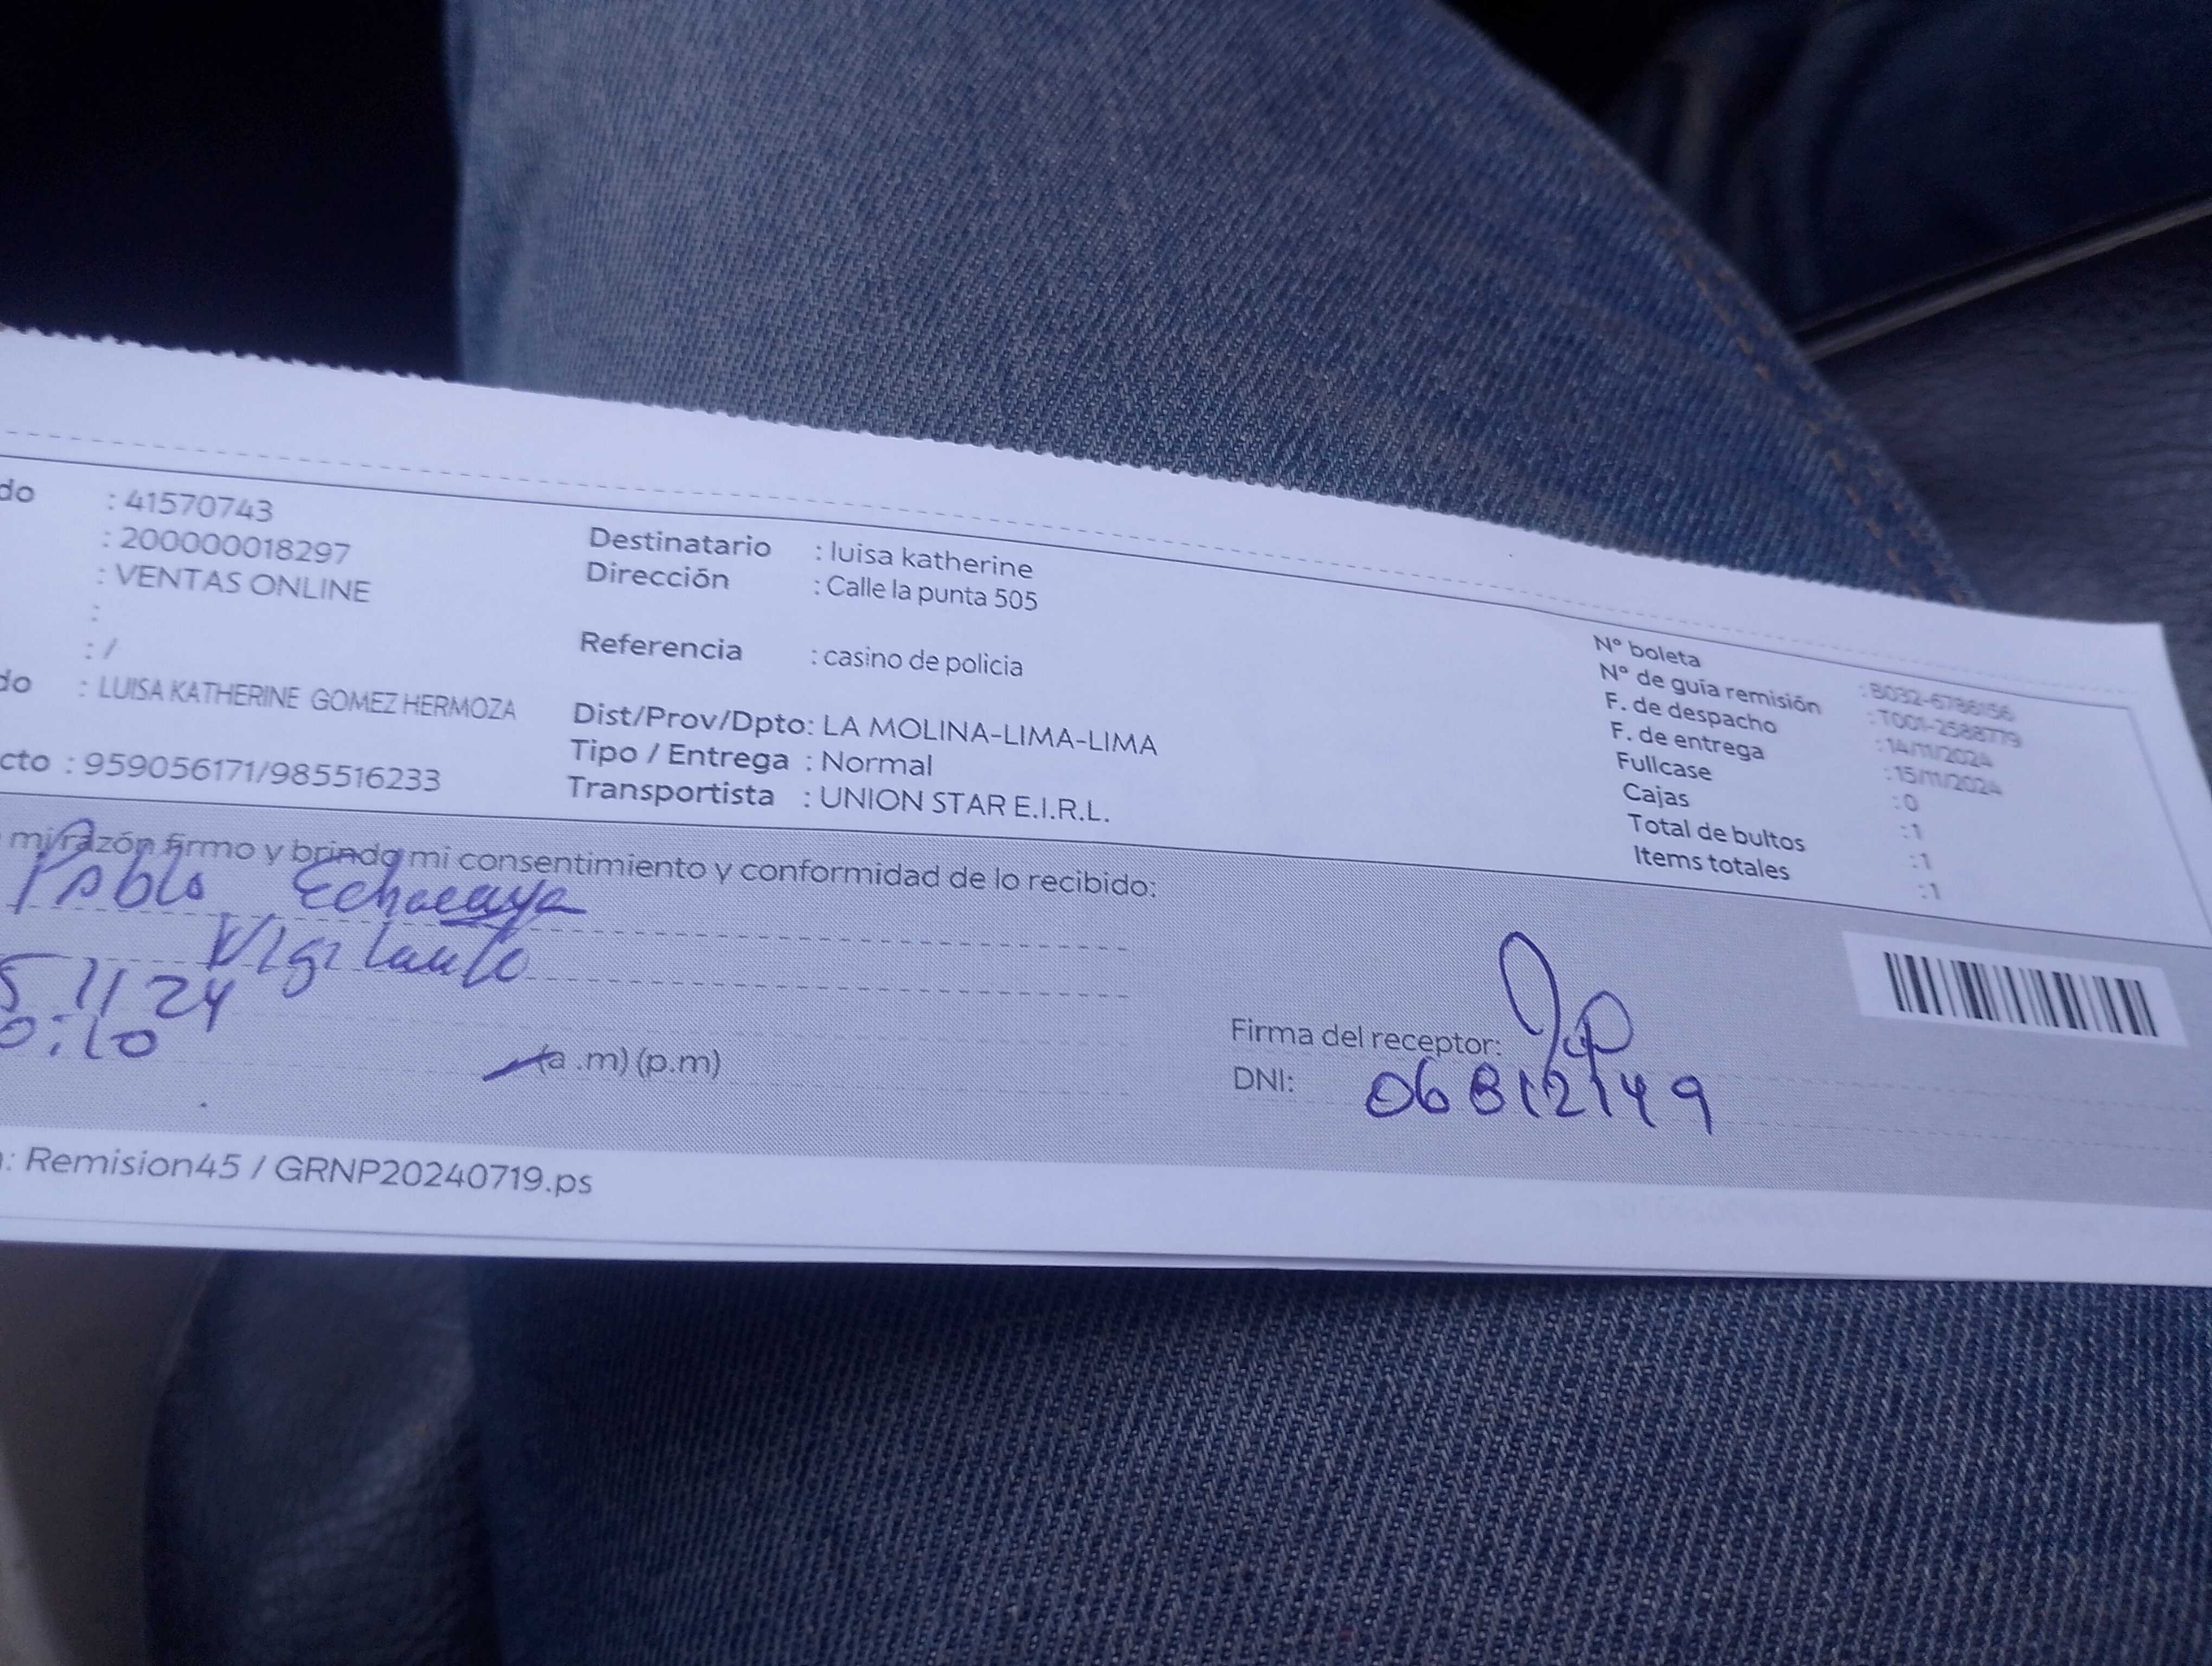 do : 41570743
: 200000018297
: VENTAS ONLINE
:
: /
do : LUISA KATHERINE GOMEZ HERMOZA
cto : 959056171/985516233
Destinatario : luisa katherine
Dirección : Calle la punta 505
Referencia : casino de policia
Dist/Prov/Dpto: LA MOLINA-LIMA-LIMA
Tipo / Entrega : Normal
Transportista : UNION STAR E.I.R.L.
N° boleta : B032-6786156
N° de guía remisión : T001-2588779
F. de despacho : 14/11/2024
F. de entrega : 15/11/2024
Fullcase : 0
Cajas : 1
Total de bultos : 1
Items totales : 1
mi razón firmo y brindo mi consentimiento y conformidad de lo recibido:
Pablo
Vigilante
5 11 24
0:10 (a .m) (p.m)
Firma del receptor:
DNI: 06812149
: Remision45 / GRNP20240719.ps